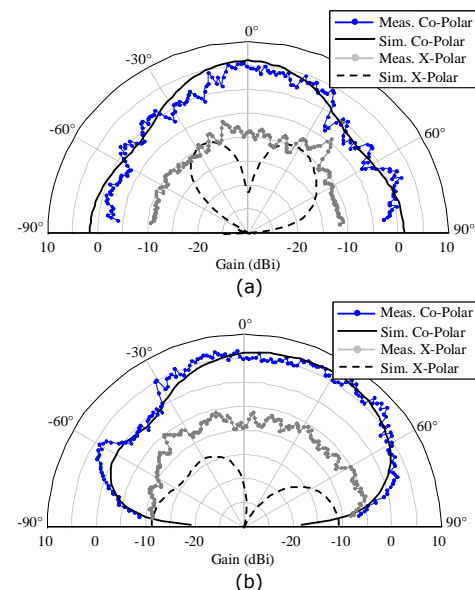 0°
Meas. Co-Polar
Sim. Co-Polar
Meas. X-Polar
Sim. X-Polar
-30°
-60°
60°
-90°
90°
10 0 -10 -20 -20 -10 0 10
Gain (dBi)
(a)
0°
Meas. Co-Polar
Sim. Co-Polar
Meas. X-Polar
Sim. X-Polar
-30°
-60°
60°
-90°
90°
10 0 -10 -20 -20 -10 0 10
Gain (dBi)
(b)